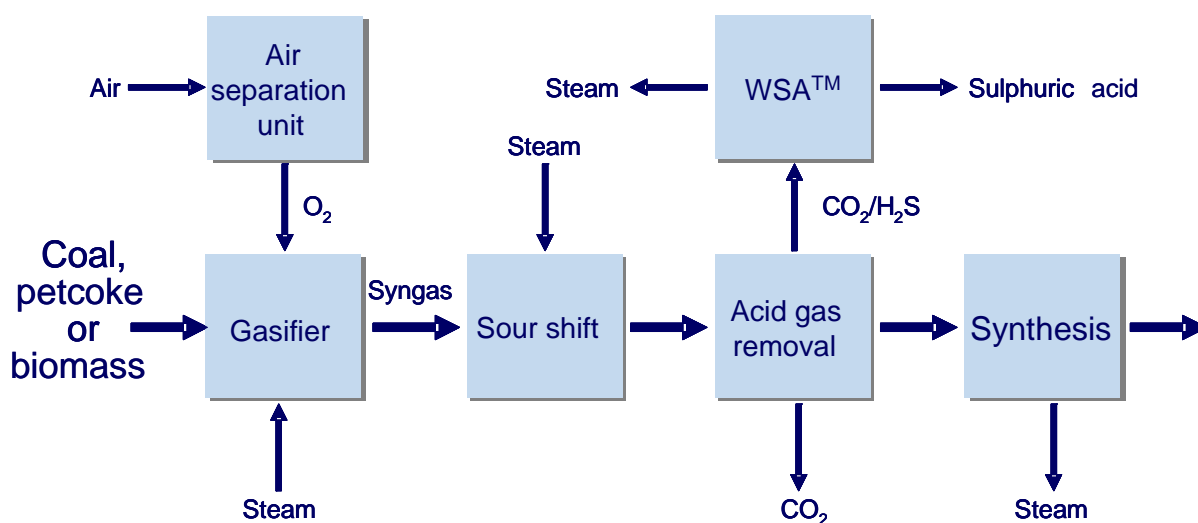 Air
Air
separation
unit
O₂
Steam
Steam
WSA™
Sulphuric acid
CO₂/H₂S
Coal,
petcoke
or
biomass
Gasifier
Syngas
Sour shift
Acid gas
removal
Synthesis
Steam
CO₂
Steam